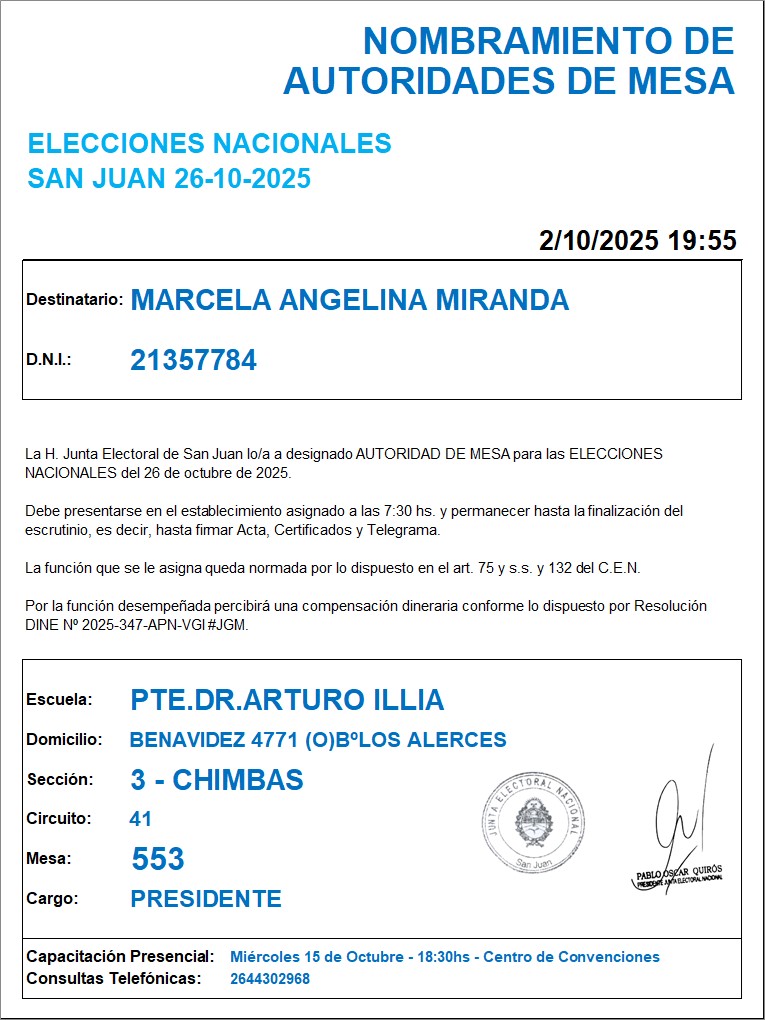 NOMBRAMIENTO DE
AUTORIDADES DE MESA
ELECCIONES NACIONALES
SAN JUAN 26-10-2025
2/10/2025 19:55
Destinatario: MARCELA ANGELINA MIRANDA
D.N.I.: 21357784
La H. Junta Electoral de San Juan lo/a a designado AUTORIDAD DE MESA para las ELECCIONES
NACIONALES del 26 de octubre de 2025.
Debe presentarse en el establecimiento asignado a las 7:30 hs. y permanecer hasta la finalización del
escrutinio, es decir, hasta firmar Acta, Certificados y Telegrama.
La función que se le asigna queda normada por lo dispuesto en el art. 75 y s.s. y 132 del C.E.N.
Por la función desempeñada percibirá una compensación dineraria conforme lo dispuesto por Resolución
DINE Nº 2025-347-APN-VGI#JGM.
Escuela: PTE.DR.ARTURO ILLIA
Domicilio: BENAVIDEZ 4771 (O)BºLOS ALERCES
Sección: 3 - CHIMBAS
Circuito: 41
Mesa: 553
Cargo: PRESIDENTE
JUNTA ELECTORAL NACIONAL
San Juan
PABLO OSCAR QUIRÓS
PRESIDENTE JUNTA ELECTORAL NACIONAL
Capacitación Presencial: Miércoles 15 de Octubre - 18:30hs - Centro de Convenciones
Consultas Telefónicas: 2644302968